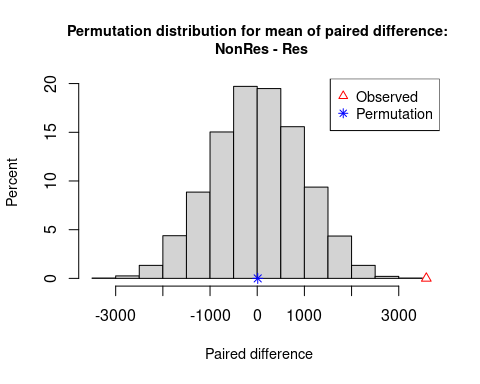 Permutation distribution for mean of paired difference:
NonRes - Res
Observed
Permutation
Percent
20
15
10
5
0
-3000
-1000
0
1000
3000
Paired difference